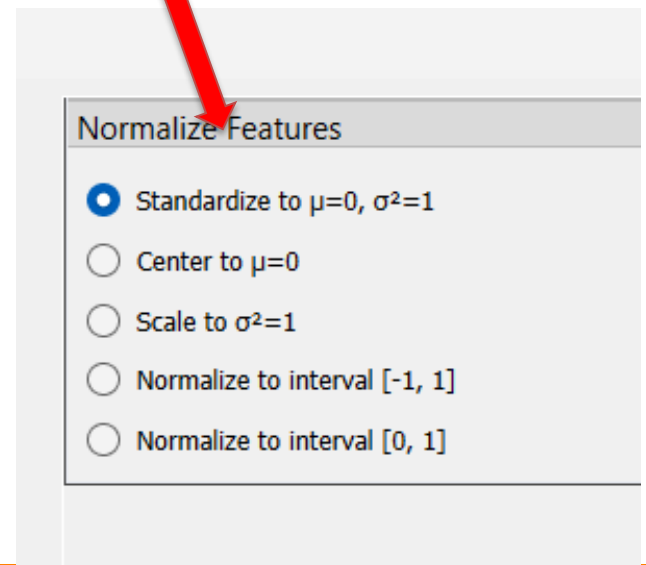 Normalize Features
Standardize to μ=0, σ²=1
Center to μ=0
Scale to σ²=1
Normalize to interval [-1, 1]
Normalize to interval [0, 1]